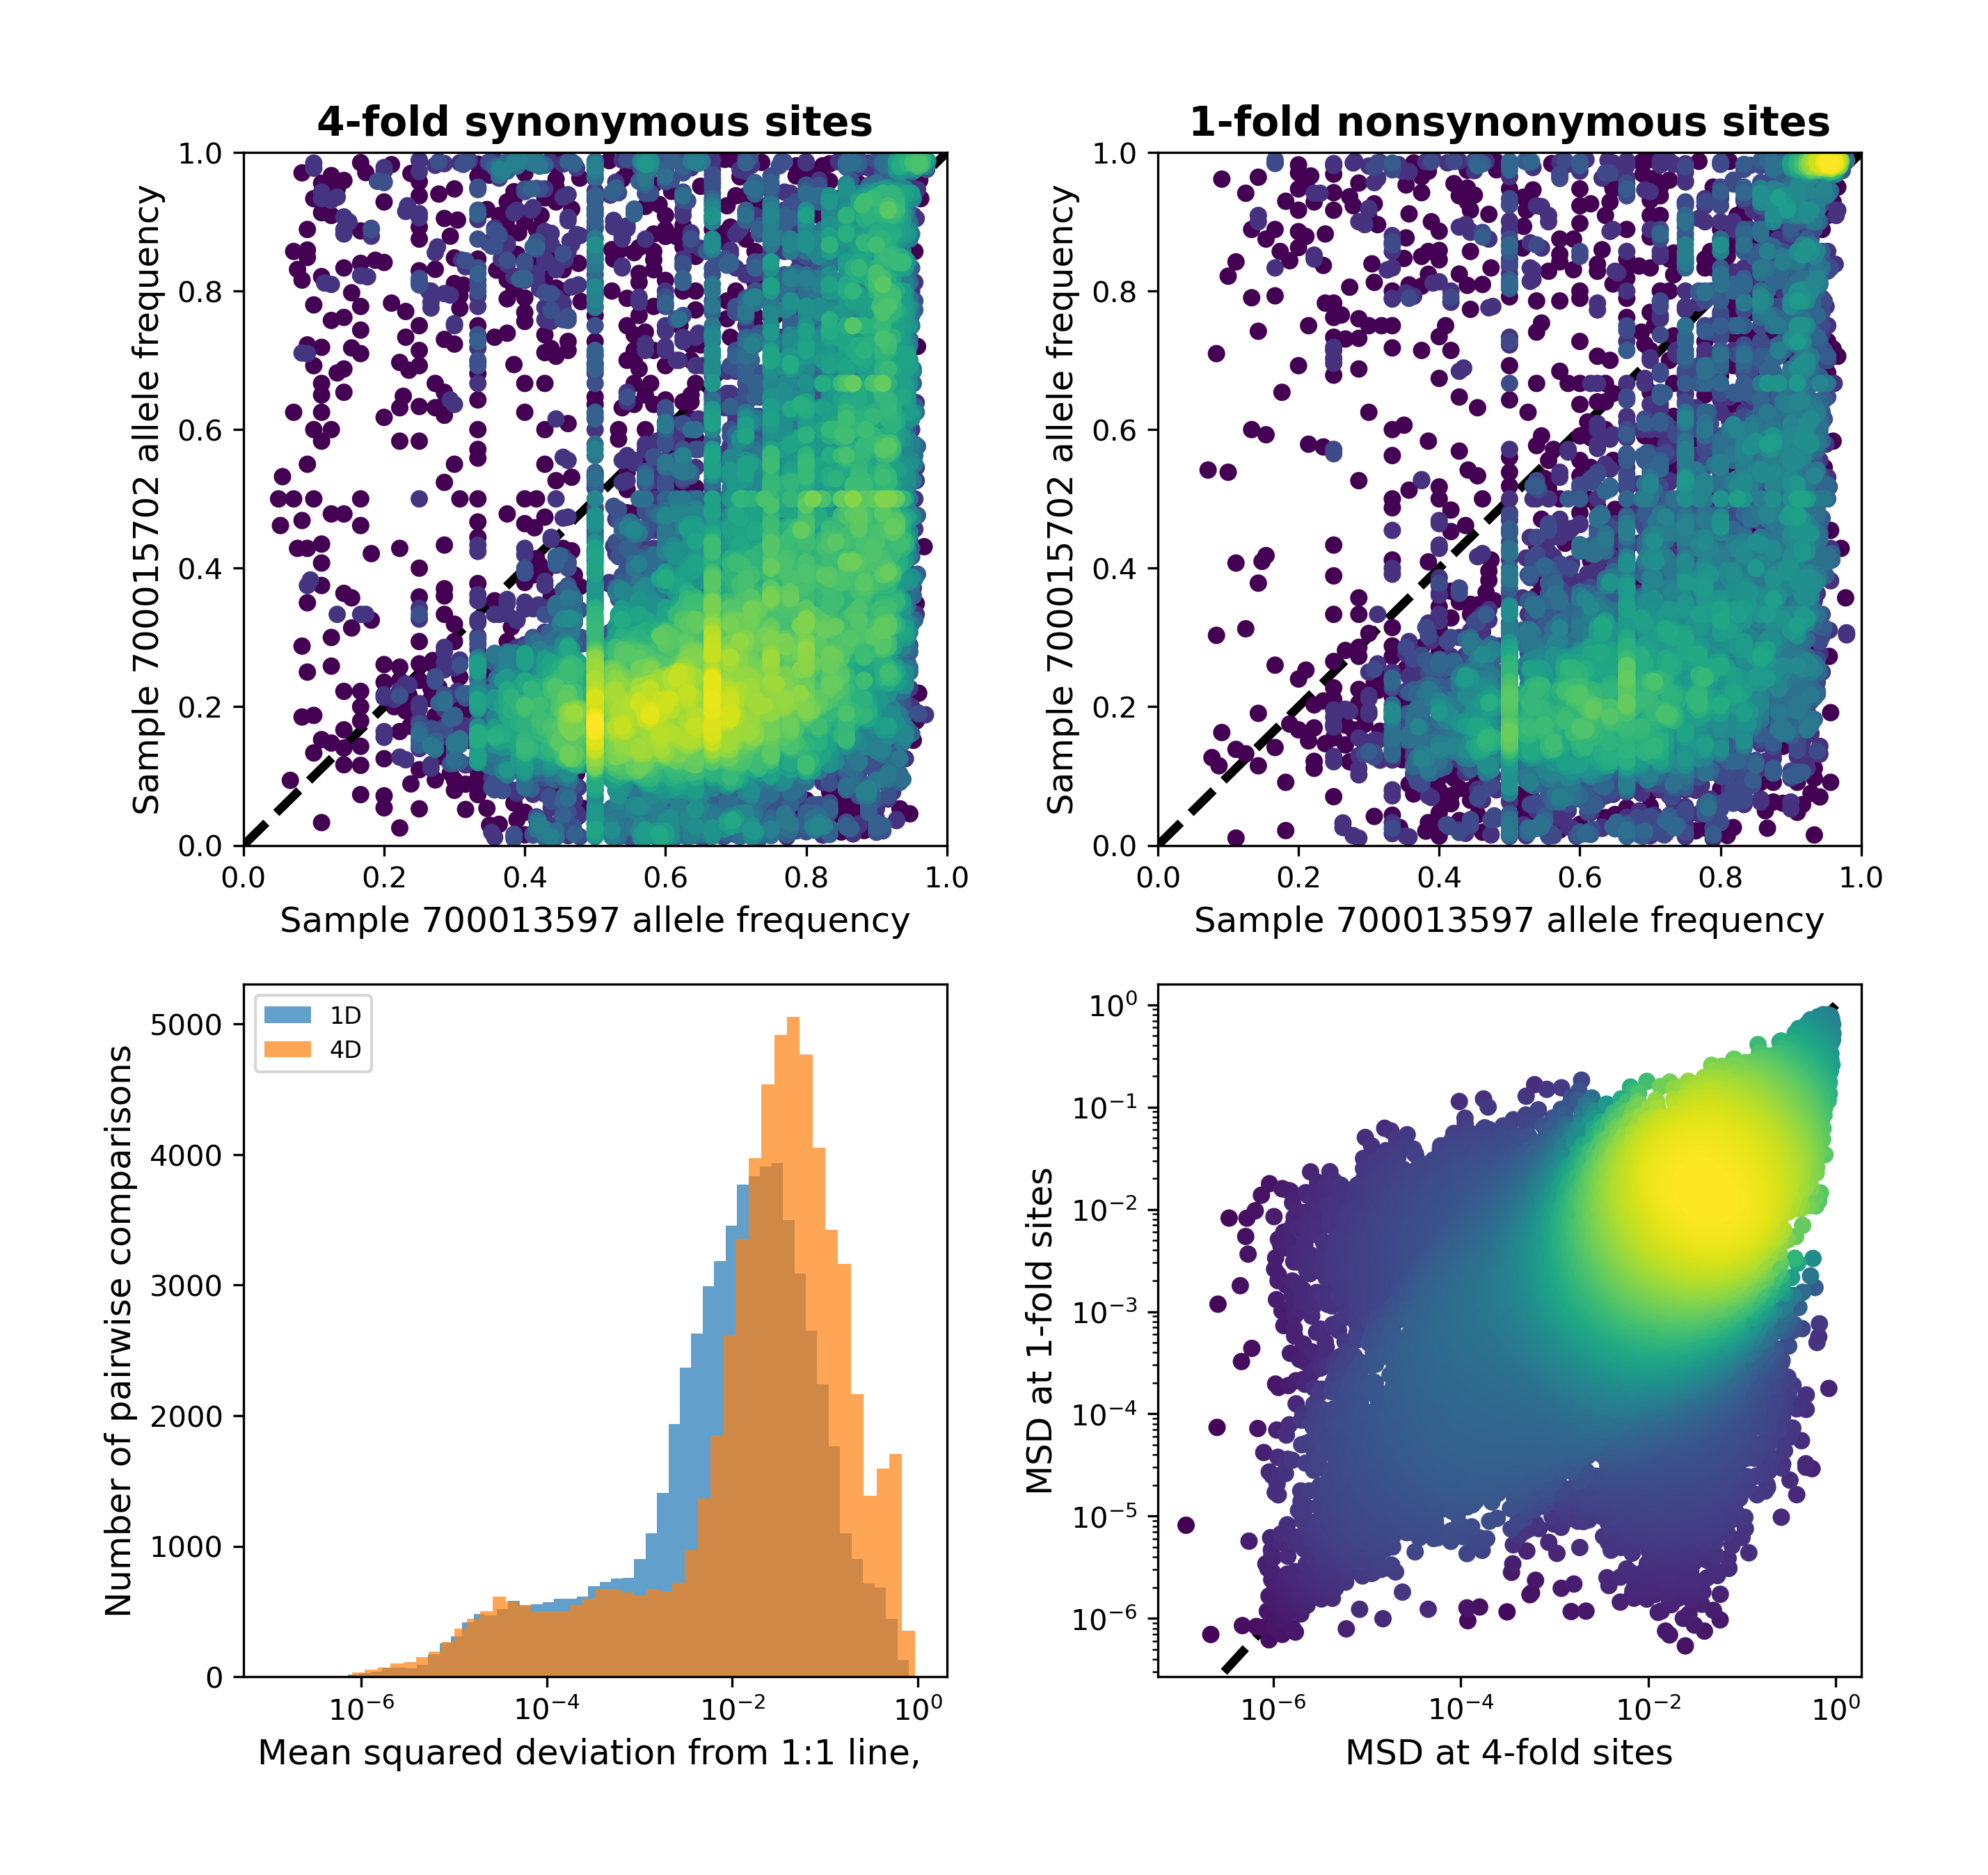 4-fold synonymous sites
1.0
0.8
0.6
0.4
0.2
0.0
Sample 700015702 allele frequency
0.0 0.2 0.4 0.6 0.8 1.0
Sample 700013597 allele frequency
1-fold nonsynonymous sites
1.0
0.8
0.6
0.4
0.2
0.0
Sample 700015702 allele frequency
0.0 0.2 0.4 0.6 0.8 1.0
Sample 700013597 allele frequency
1D
4D
5000
4000
3000
2000
1000
0
Number of pairwise comparisons
10⁻⁶ 10⁻⁴ 10⁻² 10⁰
Mean squared deviation from 1:1 line,
10⁰
10⁻¹
10⁻²
10⁻³
10⁻⁴
10⁻⁵
10⁻⁶
MSD at 1-fold sites
10⁻⁶ 10⁻⁴ 10⁻² 10⁰
MSD at 4-fold sites